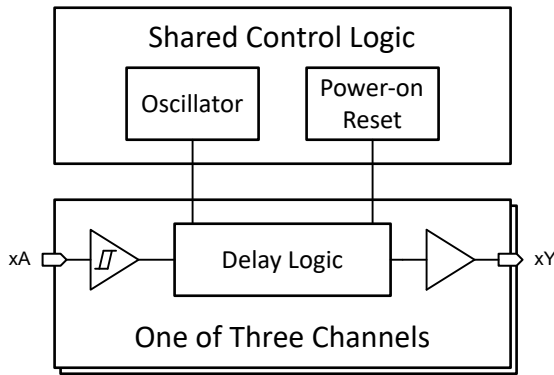 Shared Control Logic
Oscillator
Power-on
Reset
xA
Delay Logic
xY
One of Three Channels